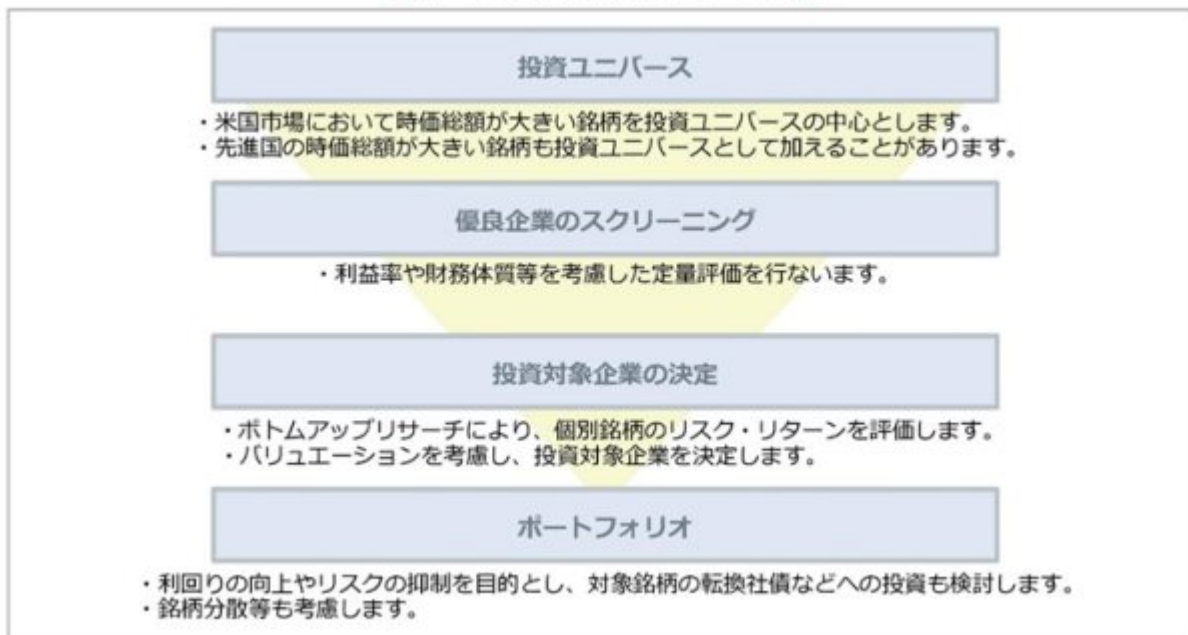 投資ユニバース
・米国市場において時価総額が大きい銘柄を投資ユニバースの中心とします。
・先進国の時価総額が大きい銘柄も投資ユニバースとして加えることがあります。
優良企業のスクリーニング
・利益率や財務体質等を考慮した定量評価を行ないます。
投資対象企業の決定
・ボトムアップリサーチにより、個別銘柄のリスク・リターンを評価します。
・バリュエーションを考慮し、投資対象企業を決定します。
ポートフォリオ
・利回りの向上やリスクの抑制を目的とし、対象銘柄の転換社債などへの投資も検討します。
・銘柄分散等も考慮します。